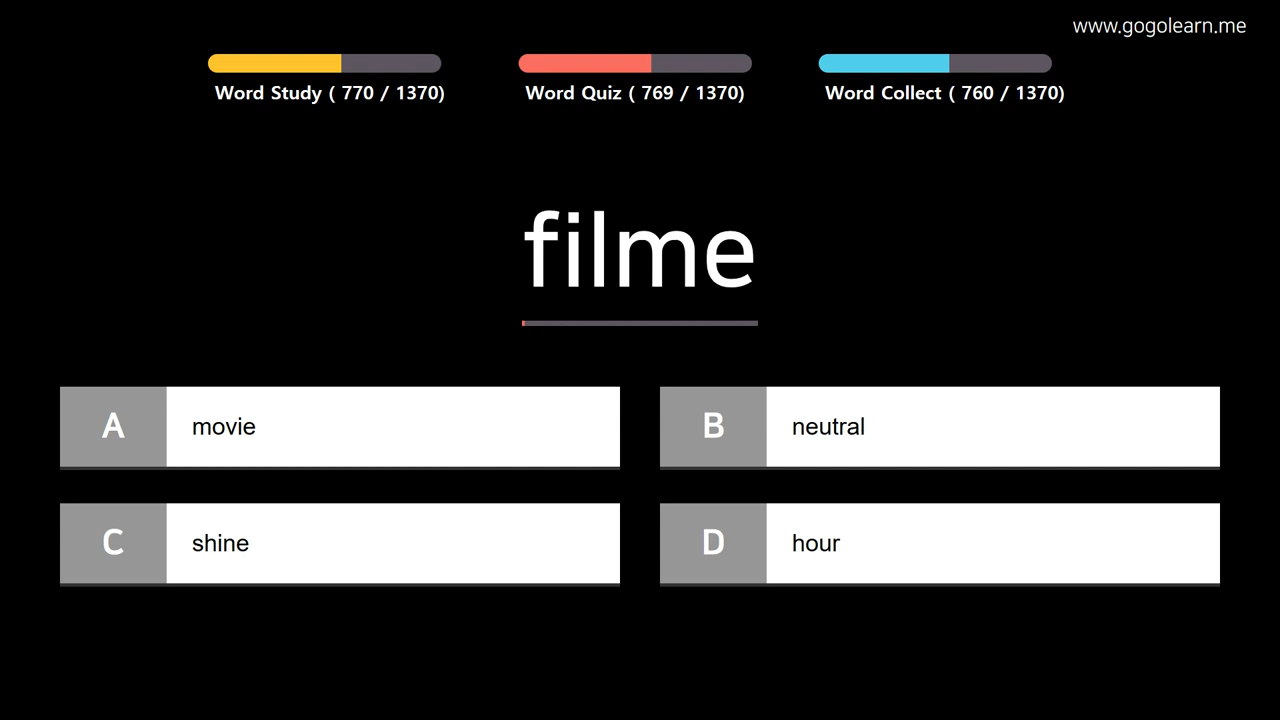 www.gogolearn.me
Word Study ( 770 / 1370)
Word Quiz ( 769 / 1370)
Word Collect ( 760 / 1370)
filme
A movie
B neutral
C shine
D hour